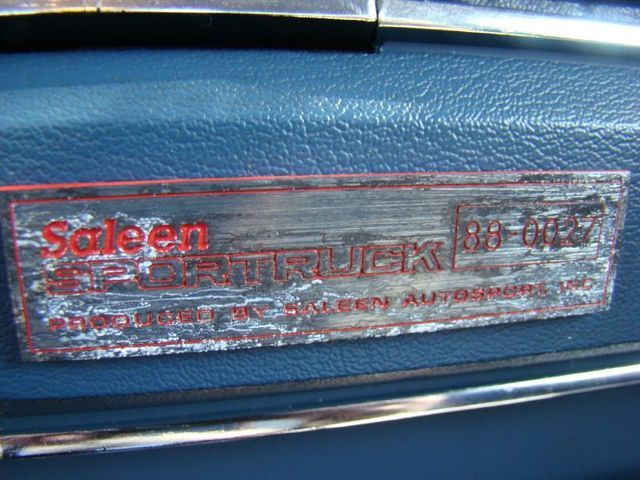 Saleen
SPORTRUCK 88-0027
PRODUCED BY SALEEN AUTOSPORT, INC.